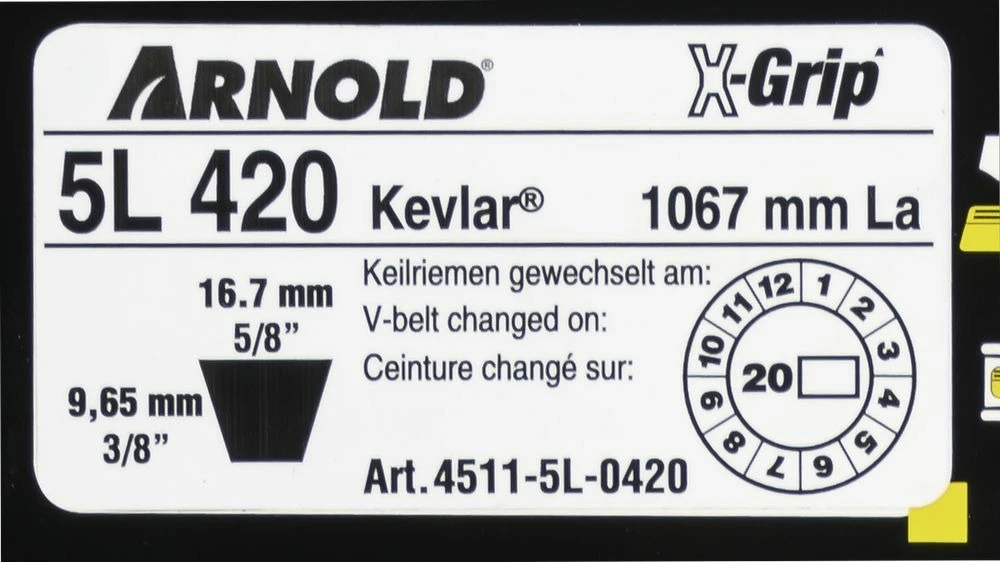 ARNOLD®
X-Grip
5L 420 Kevlar® 1067 mm La
16.7 mm
5/8”
9,65 mm
3/8”
Keilriemen gewechselt am:
V-belt changed on:
Ceinture changé sur:
Art. 4511-5L-0420
12 1 2 3 4 5 6 7 8 9 10 11
20